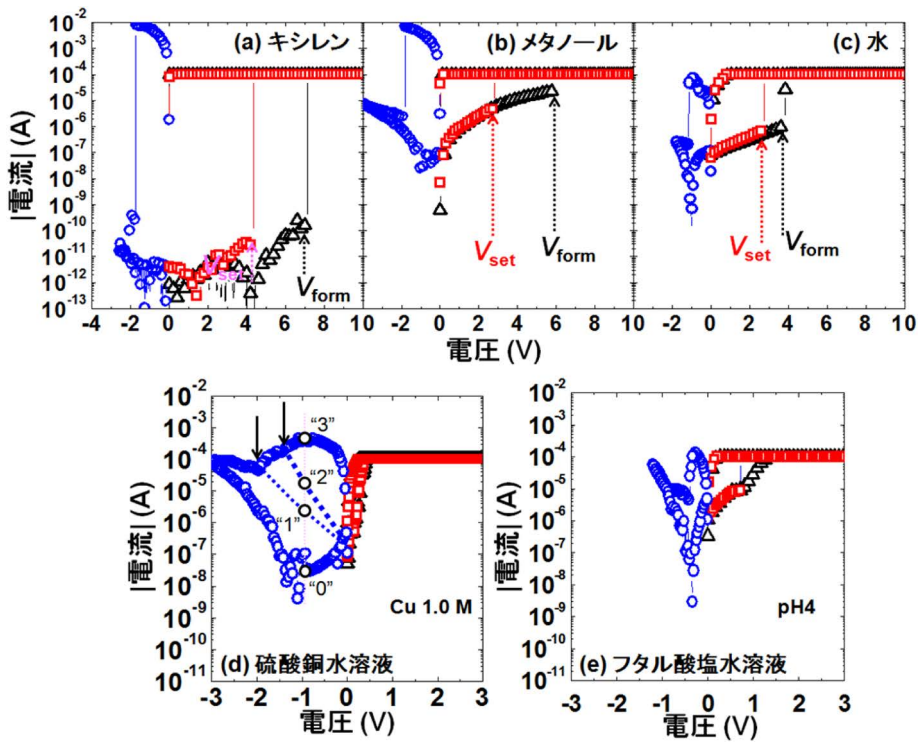 10⁻²
10⁻³
10⁻⁴
10⁻⁵
10⁻⁶
10⁻⁷
10⁻⁸
10⁻⁹
10⁻¹⁰
10⁻¹¹
10⁻¹²
10⁻¹³
|電流| (A)
(a) キシレン
(b) メタノール
(c) 水
Vset
Vform
Vset
Vform
Vset
Vform
-4 -2 0 2 4 6 8 0 2 4 6 8 0 2 4 6 8 10
電圧 (V)
10⁻²
10⁻³
10⁻⁴
10⁻⁵
10⁻⁶
10⁻⁷
10⁻⁸
10⁻⁹
10⁻¹⁰
10⁻¹¹
|電流| (A)
“3”
“2”
“1”
“0”
Cu 1.0 M
(d) 硫酸銅水溶液
-3 -2 -1 0 1 2 3
電圧 (V)
10⁻²
10⁻³
10⁻⁴
10⁻⁵
10⁻⁶
10⁻⁷
10⁻⁸
10⁻⁹
10⁻¹⁰
10⁻¹¹
|電流| (A)
pH4
(e) フタル酸塩水溶液
-3 -2 -1 0 1 2 3
電圧 (V)